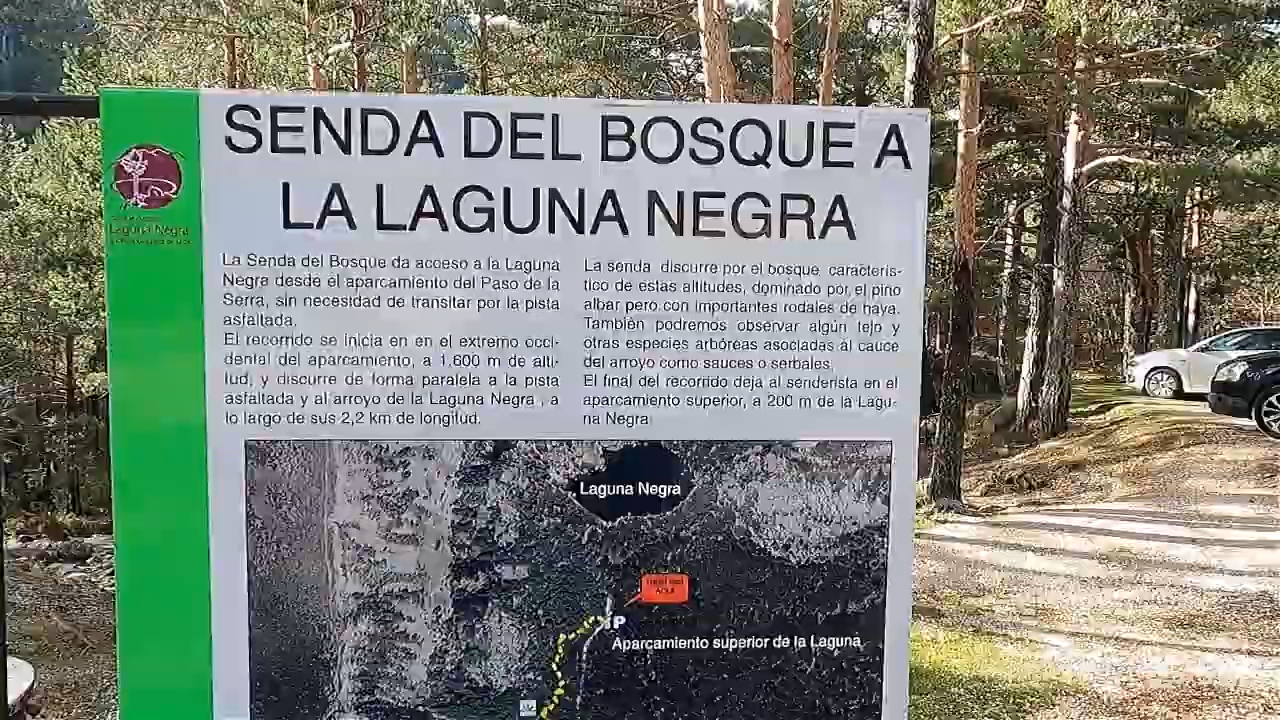 SENDA DEL BOSQUE A
LA LAGUNA NEGRA
Laguna Negra
La Senda del Bosque da acceso a la Laguna
Negra desde el aparcamiento del Paso de la
Serra, sin necesidad de transitar por la pista
asfaltada.
El recorrido se inicia en en el extremo occi-
dental del aparcamiento, a 1.600 m de alti-
tud, y discurre de forma paralela a la pista
asfaltada y al arroyo de la Laguna Negra , a
lo largo de sus 2,2 km de longitud.
La senda discurre por el bosque caracterís-
tico de estas altitudes, dominado por el pino
albar pero con importantes rodales de haya.
También podremos observar algún tejo y
otras especies arbóreas asociadas al cauce
del arroyo como sauces o serbales.
El final del recorrido deja al senderista en el
aparcamiento superior, a 200 m de la Lagu-
na Negra
Laguna Negra
P
Aparcamiento superior de la Laguna